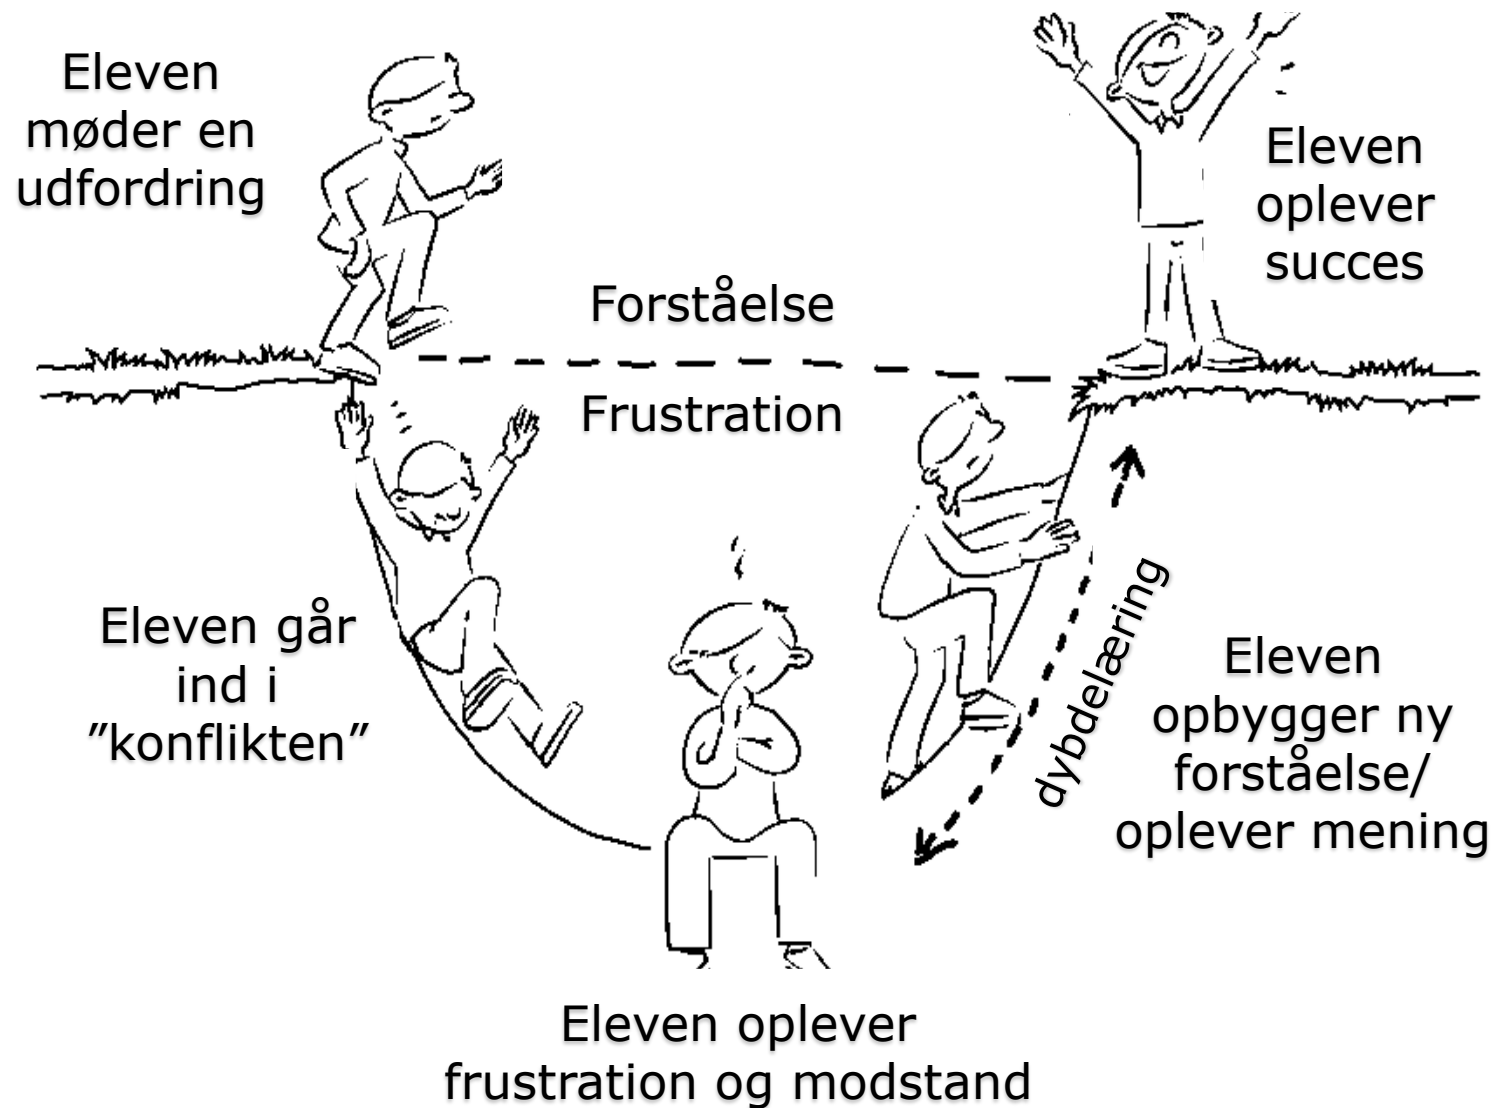 Eleven
møder en
udfordring
Eleven
oplever
succes
Forståelse
Frustration
Eleven går
ind i
”konflikten”
dybdelæring
Eleven
opbygger ny
forståelse/
oplever mening
Eleven oplever
frustration og modstand